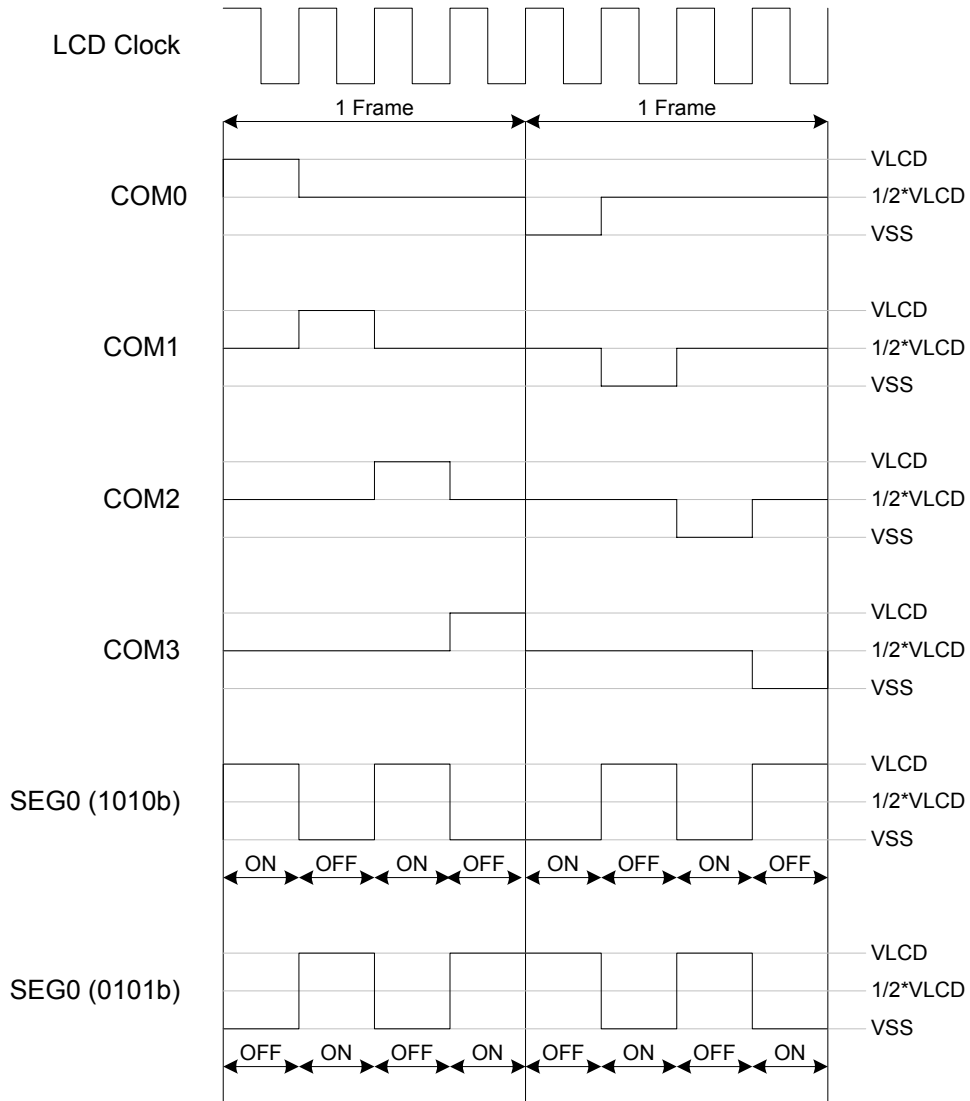 LCD Clock
1 Frame 1 Frame
VLCD
COM0 1/2*VLCD
VSS
VLCD
COM1 1/2*VLCD
VSS
VLCD
COM2 1/2*VLCD
VSS
VLCD
COM3 1/2*VLCD
VSS
VLCD
SEG0 (1010b) 1/2*VLCD
VSS
ON OFF ON OFF ON OFF ON OFF
VLCD
SEG0 (0101b) 1/2*VLCD
VSS
OFF ON OFF ON OFF ON OFF ON